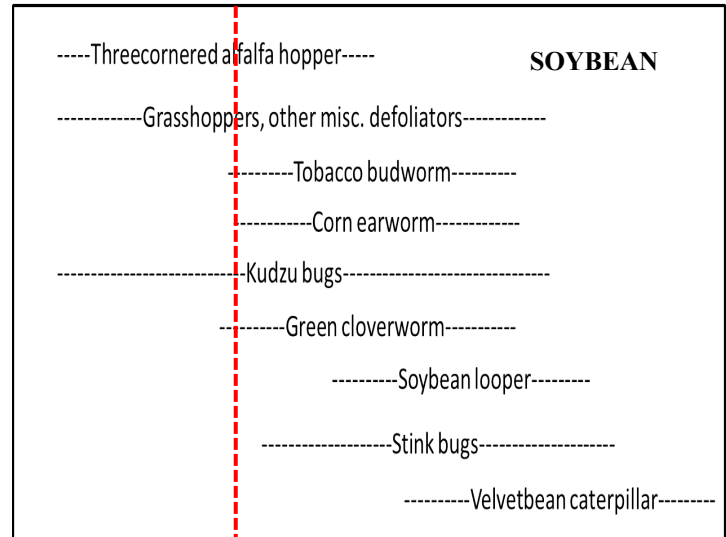 -----Threecornered alfalfa hopper-----
SOYBEAN
-------------Grasshoppers, other misc. defoliators-------------
----------Tobacco budworm----------
------------Corn earworm-------------
----------------------------Kudzu bugs-------------------------------
----------Green cloverworm-----------
----------Soybean looper---------
--------------------Stink bugs---------------------
----------Velvetbean caterpillar---------